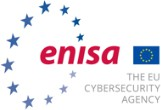 enisa
THE EU
CYBERSECURITY
AGENCY